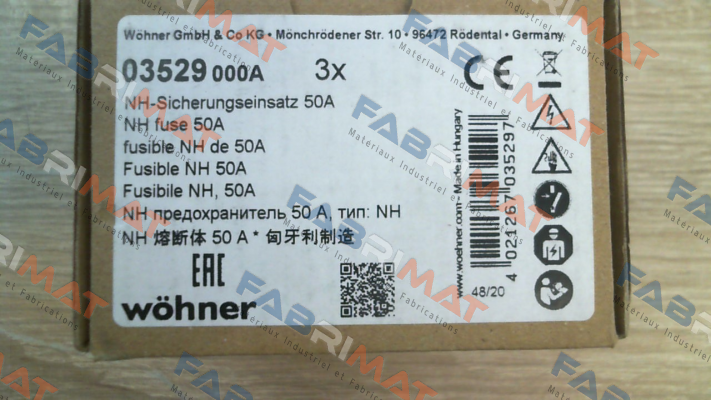 Wöhner GmbH & Co KG • Mönchrödener Str. 10 • 96472 Rödental • Germany
03529 000A 3x
NH-Sicherungseinsatz 50A
NH fuse 50A
fusible NH de 50A
Fusible NH 50A
Fusibile NH, 50A
NH предохранитель 50 A, тип: NH
NH 熔断体 50 A * 匈牙利制造
EAC
wöhner
www.woehner.com - Made in Hungary
4 021267 035297
48/20
CE
FABRIMAT
Materiaux Industriel et Fabrications